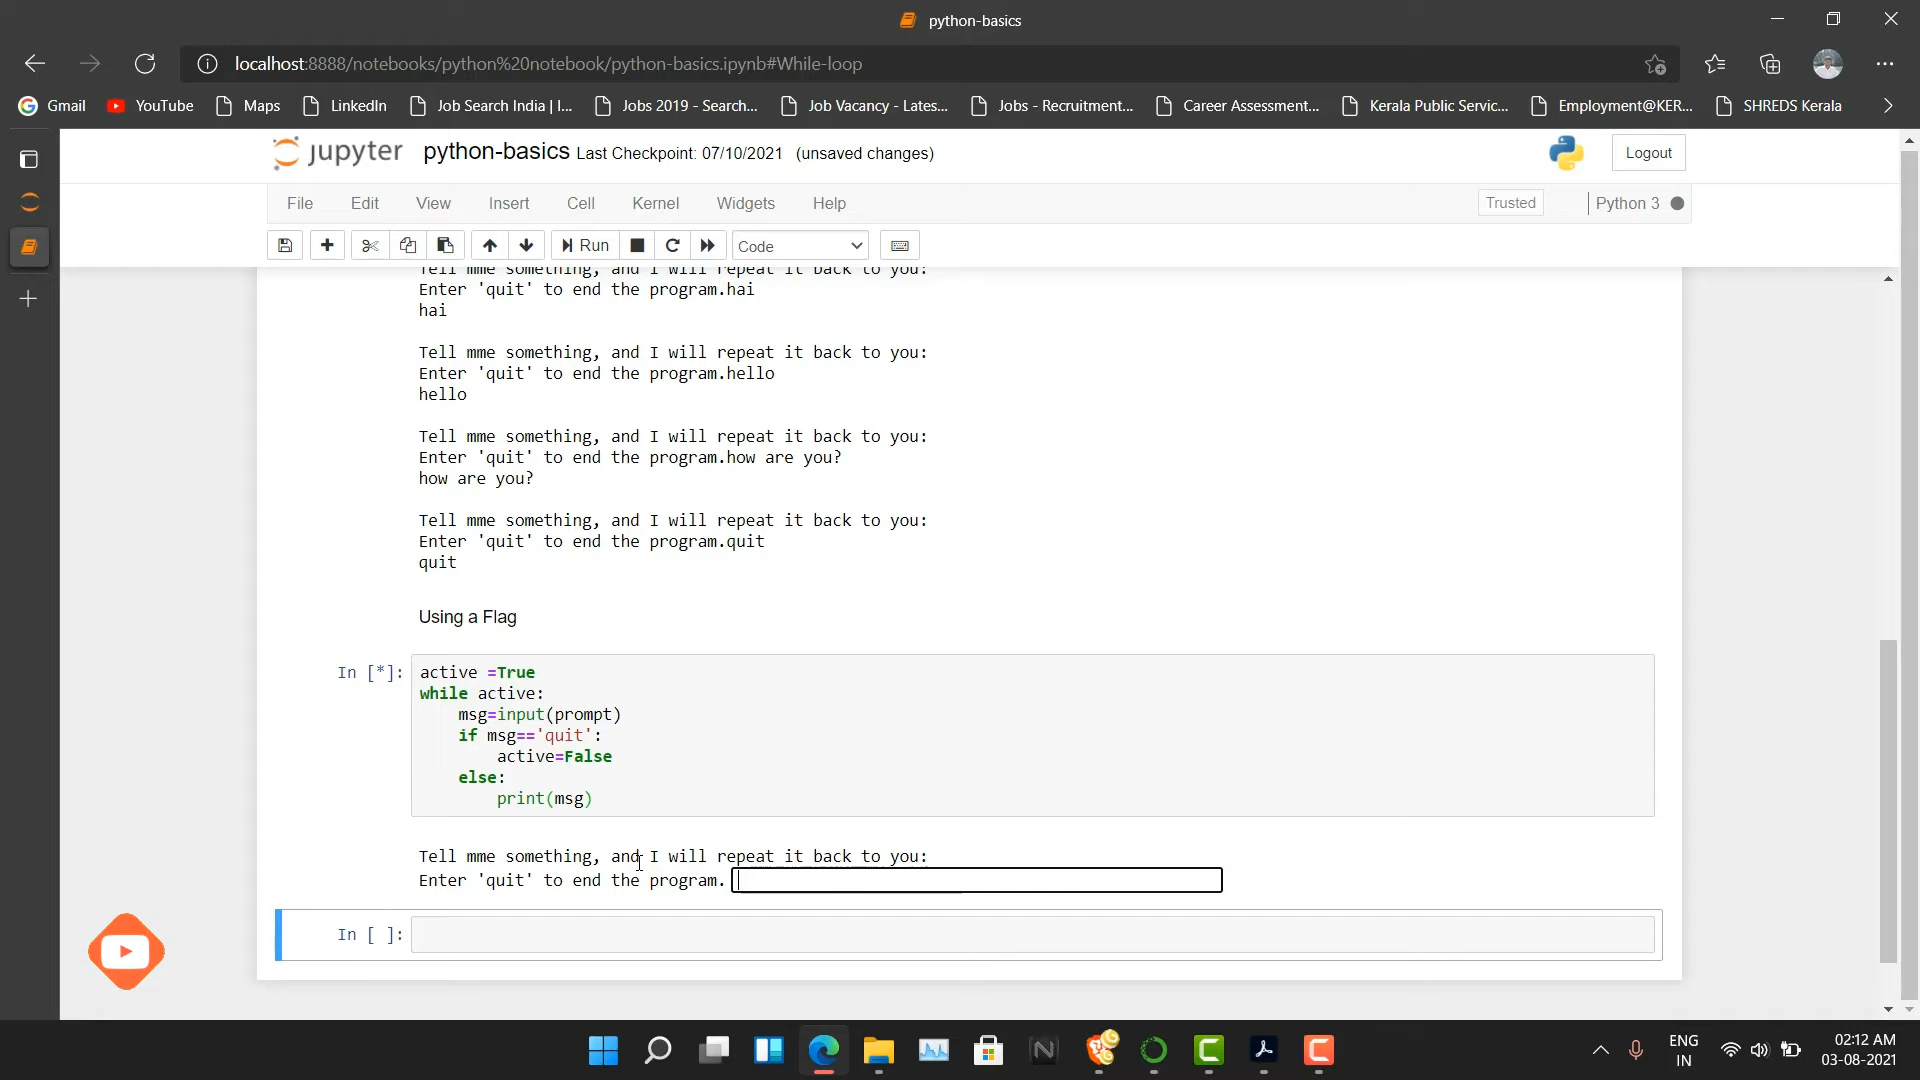 python-basics
localhost:8888/notebooks/python%20notebook/python-basics.ipynb#While-loop
Gmail YouTube Maps LinkedIn Job Search India | I... Jobs 2019 - Search... Job Vacancy - Lates... Jobs - Recruitment... Career Assessment... Kerala Public Servic... Employment@KER... SHREDS Kerala
jupyter python-basics Last Checkpoint: 07/10/2021 (unsaved changes) Logout
File Edit View Insert Cell Kernel Widgets Help Trusted Python 3
Run Code
Tell mme something, and I will repeat it back to you:
Enter 'quit' to end the program.hai
hai
Tell mme something, and I will repeat it back to you:
Enter 'quit' to end the program.hello
hello
Tell mme something, and I will repeat it back to you:
Enter 'quit' to end the program.how are you?
how are you?
Tell mme something, and I will repeat it back to you:
Enter 'quit' to end the program.quit
quit
Using a Flag
In [*]: active =True
while active:
msg=input(prompt)
if msg=='quit':
active=False
else:
print(msg)
Tell mme something, and I will repeat it back to you:
Enter 'quit' to end the program.
In [ ]:
ENG
IN
02:12 AM
03-08-2021